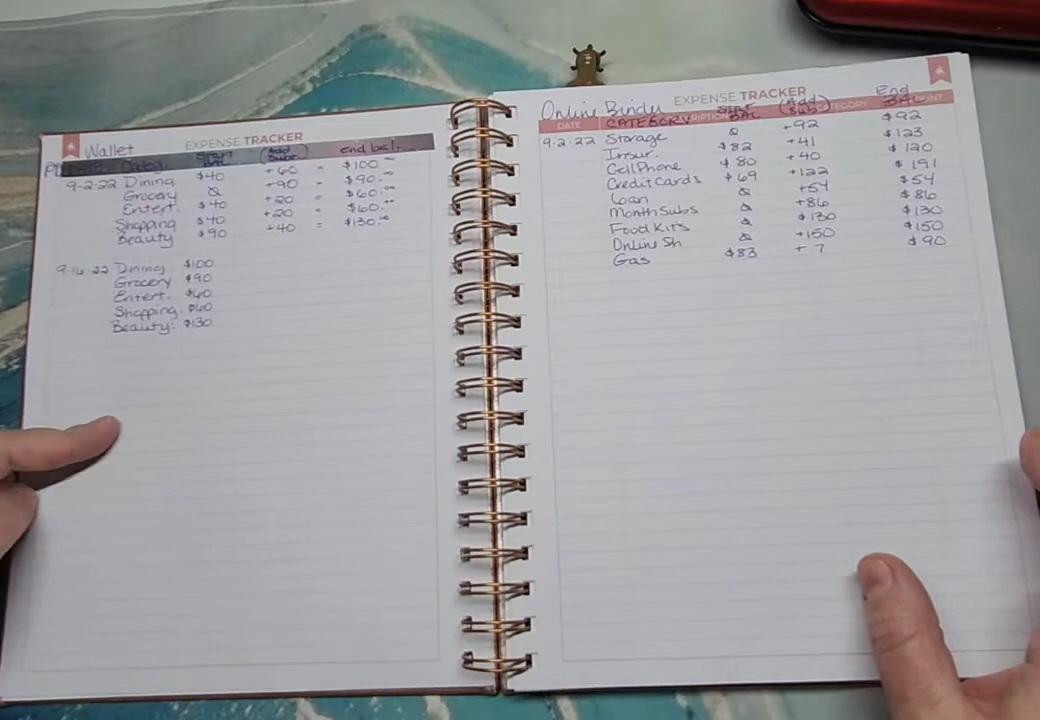 EXPENSE TRACKER
Wallet
end bal.
9-2-22 Dining $40 +60 = $100.00
Grocery Ø +90 = $90.00
Entert. $40 +20 = $60.00
Shopping $40 +20 = $60.00
Beauty $90 +40 = $130.00
9-16-22 Dining $100
Grocery $90
Entert. $60
Shopping. $60
Beauty: $130
EXPENSE TRACKER
Online Binder
DATE CATEGORY Start Bal (Add Sub) End Bal
9-2-22 Storage Ø +92 $92
Insur. $82 +41 $123
Cell Phone $80 +40 $120
Credit Cards $69 +122 $191
Loan Ø +54 $54
Month Subs Ø +86 $86
Food Kits Ø $130 $130
Online Sh Ø +150 $150
Gas $83 +7 $90